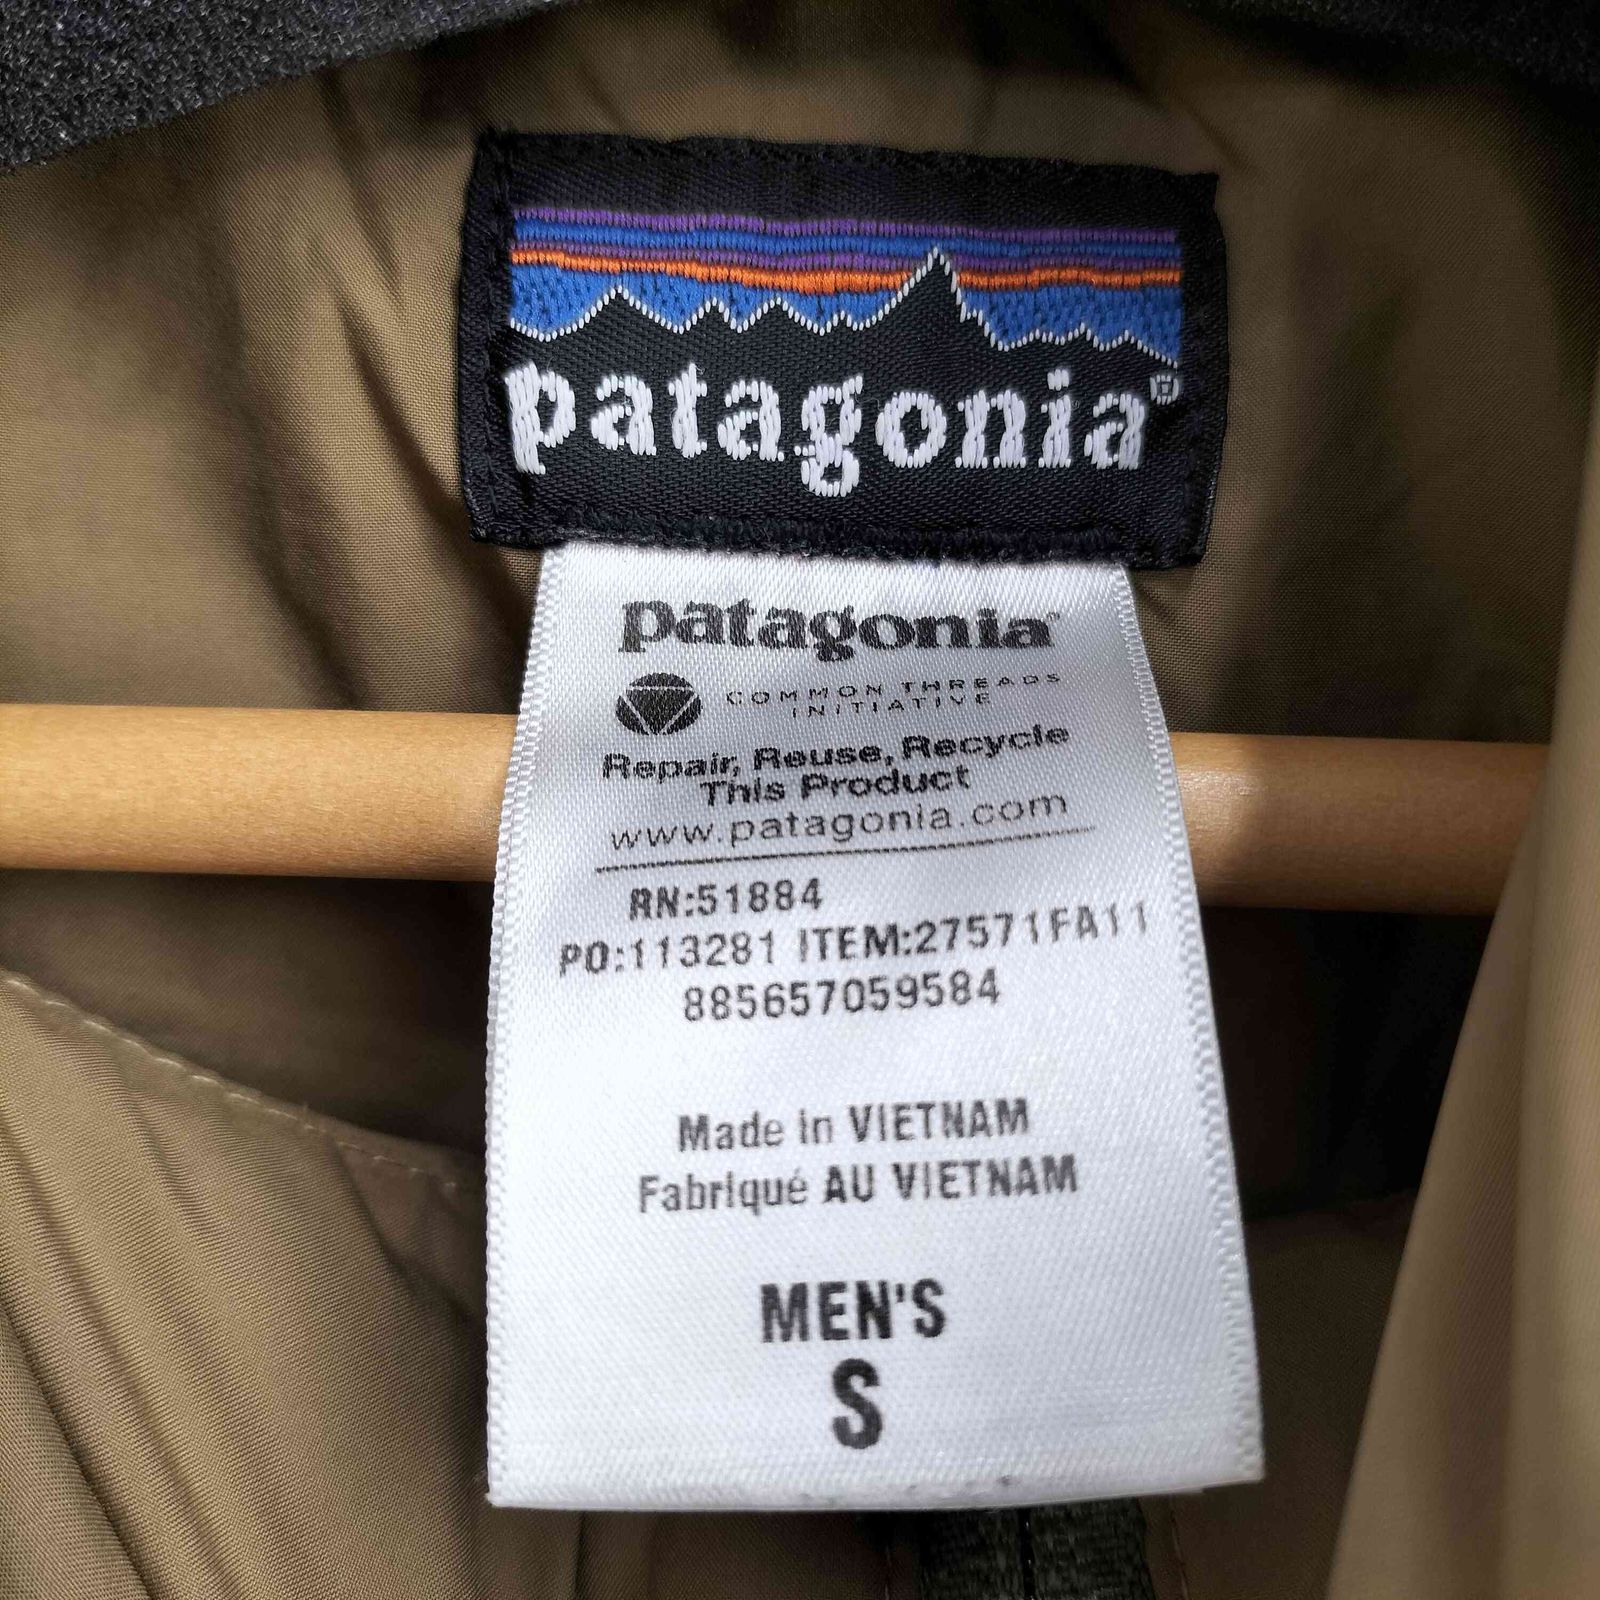 patagonia®
patagonia™
COMMON THREADS
INITIATIVE
Repair, Reuse, Recycle
This Product
www.patagonia.com
RN:51884
PO:113281 ITEM:27571FA11
885657059584
Made in VIETNAM
Fabriqué AU VIETNAM
MEN'S
S